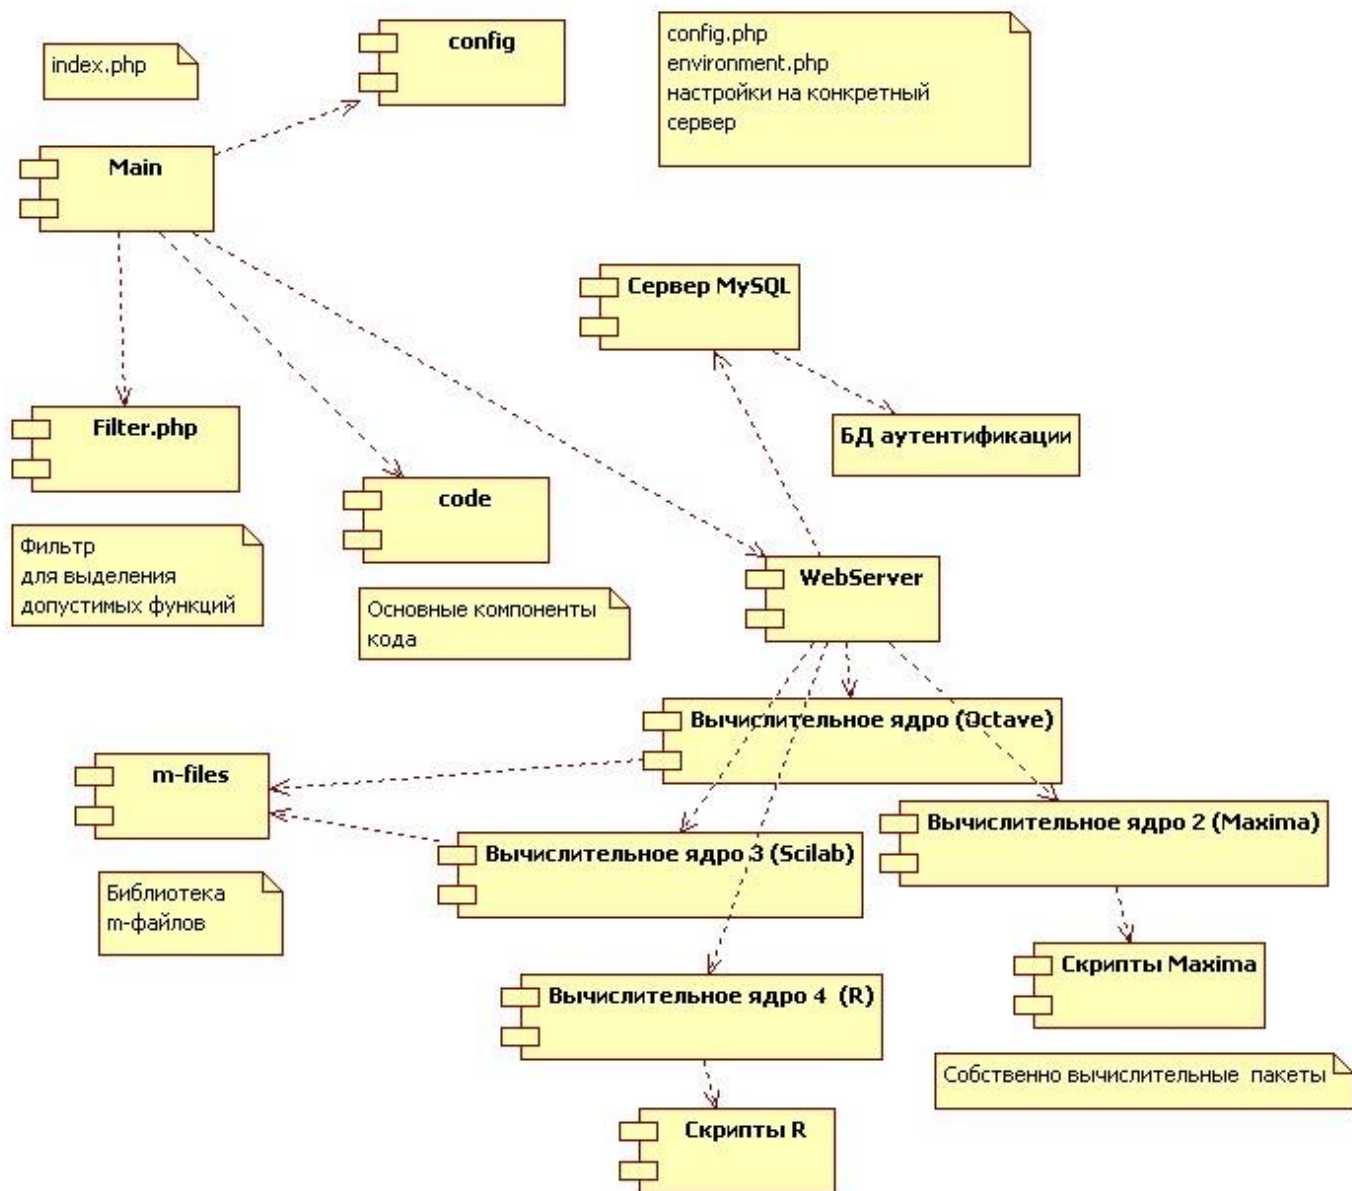 index.php
config
config.php
environment.php
настройки на конкретный
сервер
Main
Сервер MySQL
Filter.php
БД аутентификации
code
Фильтр
для выделения
допустимых функций
WebServer
Основные компоненты
кода
Вычислительное ядро (Octave)
m-files
Вычислительное ядро 2 (Maxima)
Вычислительное ядро 3 (Scilab)
Библиотека
m-файлов
Скрипты Maxima
Вычислительное ядро 4 (R)
Собственно вычислительные пакеты
Скрипты R